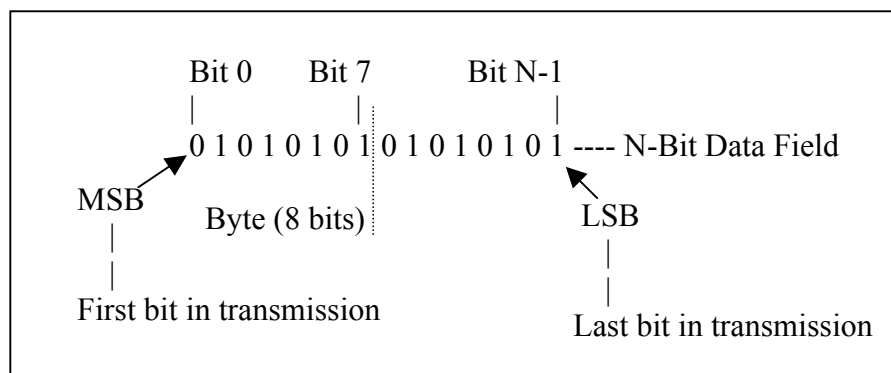 Bit 0 Bit 7 Bit N-1
| | |
0 1 0 1 0 1 0 1 0 1 0 1 0 1 0 1 ---- N-Bit Data Field
MSB LSB
Byte (8 bits)
| |
| |
First bit in transmission
Last bit in transmission